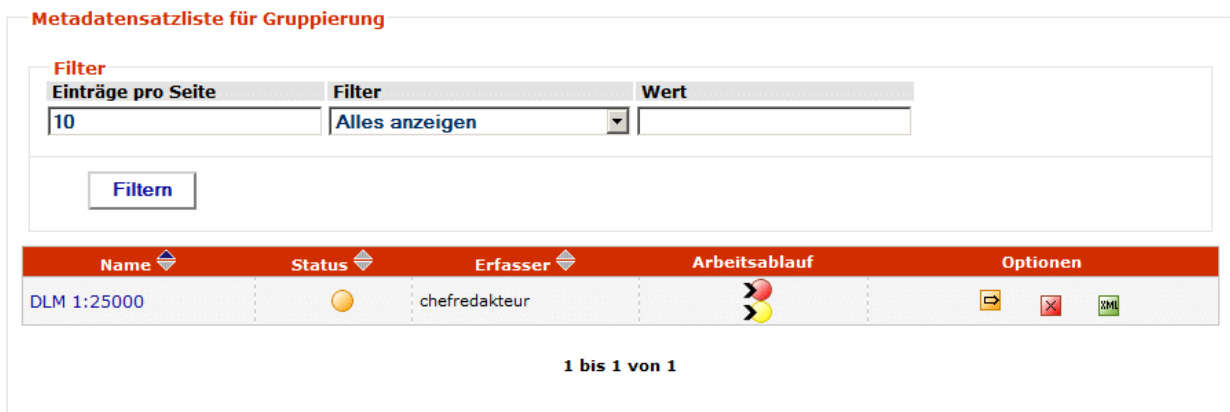 Metadatensatzliste für Gruppierung
Filter
Einträge pro Seite Filter Wert
10 Alles anzeigen
Filtern
Name Status Erfasser Arbeitsablauf Optionen
DLM 1:25000 chefredakteur XML
1 bis 1 von 1